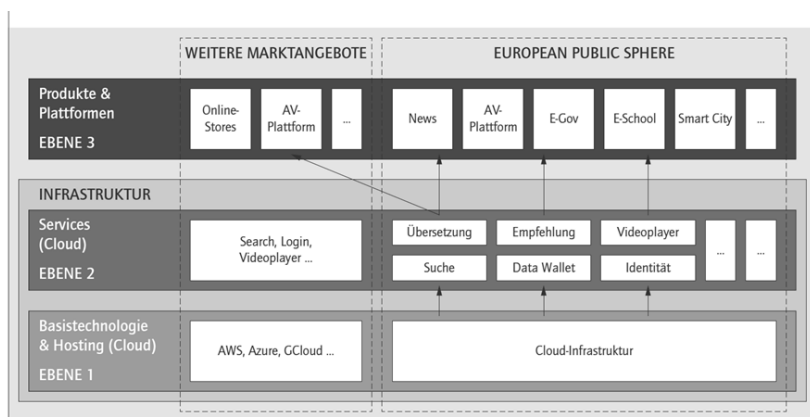 WEITERE MARKTANGEBOTE
EUROPEAN PUBLIC SPHERE
Produkte &
Plattformen
EBENE 3
Online-
Stores
AV-
Plattform
...
News
AV-
Plattform
E-Gov
E-School
Smart City
...
INFRASTRUKTUR
Services
(Cloud)
EBENE 2
Search, Login,
Videoplayer ...
Übersetzung
Empfehlung
Videoplayer
Suche
Data Wallet
Identität
...
...
Basistechnologie
& Hosting (Cloud)
EBENE 1
AWS, Azure, GCloud ...
Cloud-Infrastruktur